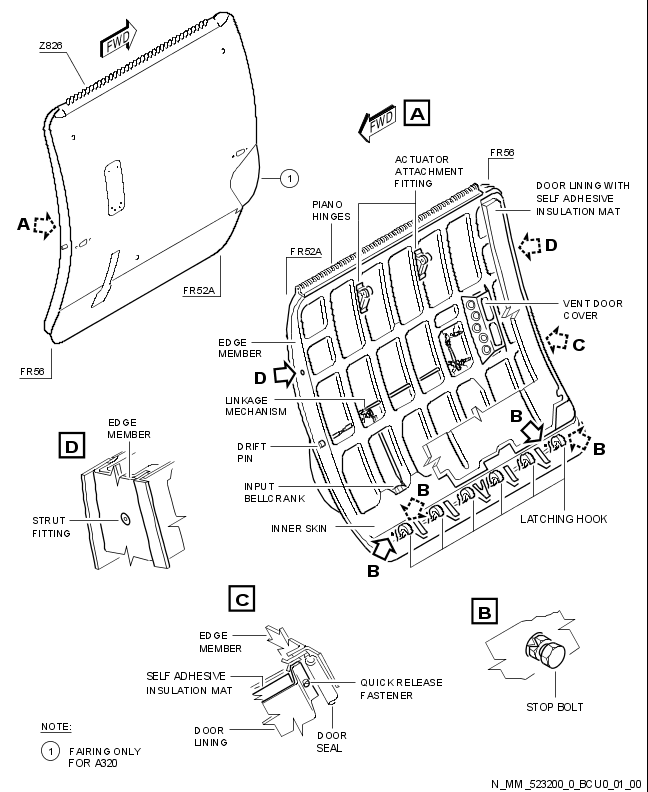 Z826
FWD
A
1
FR52A
FR56
FWD
A
ACTUATOR
ATTACHMENT
FITTING
FR56
DOOR LINING WITH
SELF ADHESIVE
INSULATION MAT
PIANO
HINGES
FR52A
D
VENT DOOR
COVER
C
EDGE
MEMBER
D
LINKAGE
MECHANISM
DRIFT
PIN
INPUT
BELLCRANK
INNER SKIN
B
B
B
B
LATCHING HOOK
D
EDGE
MEMBER
STRUT
FITTING
C
EDGE
MEMBER
SELF ADHESIVE
INSULATION MAT
QUICK RELEASE
FASTENER
DOOR
LINING
DOOR
SEAL
B
STOP BOLT
NOTE:
1 FAIRING ONLY
FOR A320
N_MM_523200_0_BCU0_01_00